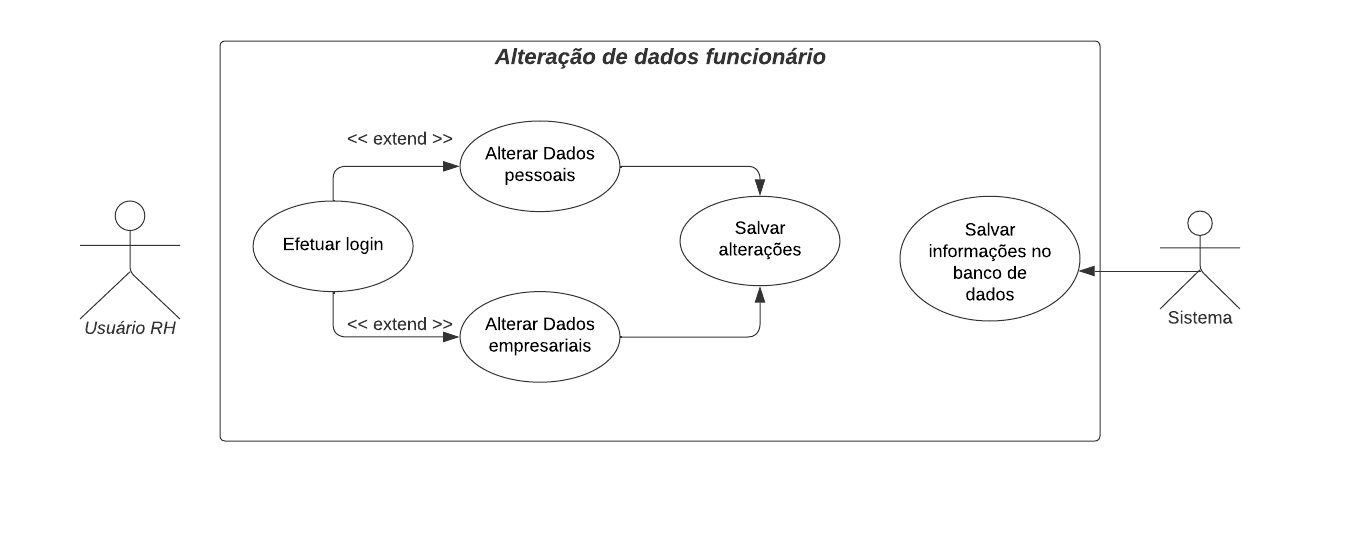 Alteração de dados funcionário
<< extend >>
Alterar Dados
pessoais
Efetuar login
Salvar
alterações
Salvar
informações no
banco de
dados
<< extend >>
Alterar Dados
empresariais
Usuário RH
Sistema